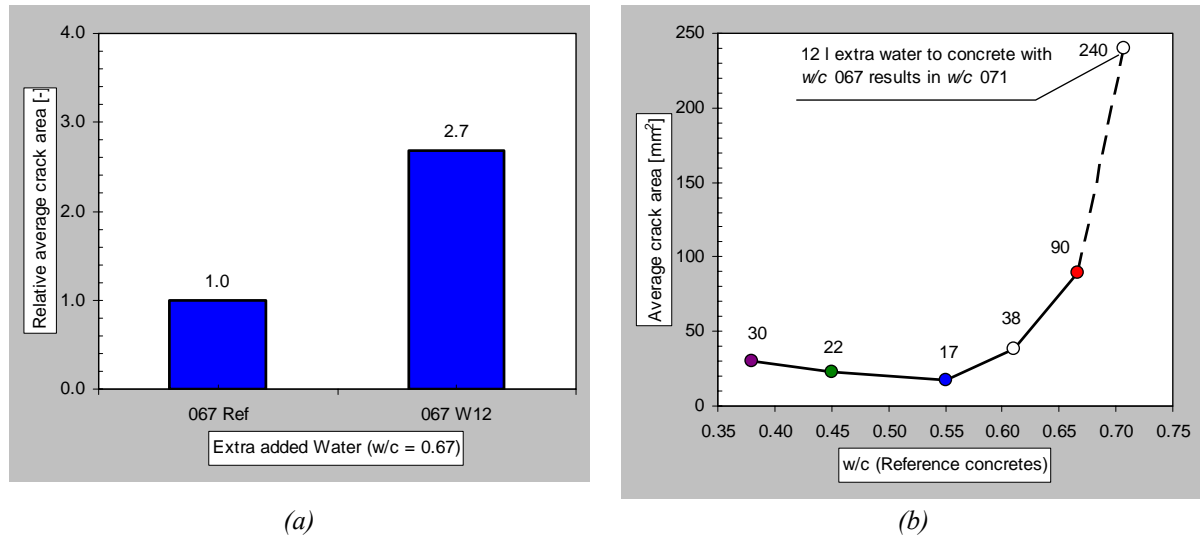 4.0
3.0
2.0
1.0
0.0
Relative average crack area [-]
1.0
2.7
067 Ref
067 W12
Extra added Water (w/c = 0.67)
(a)
250
200
150
100
50
0
Average crack area [mm²]
12 l extra water to concrete with
w/c 067 results in w/c 071
240
90
38
30
22
17
0.35 0.40 0.45 0.50 0.55 0.60 0.65 0.70 0.75
w/c (Reference concretes)
(b)